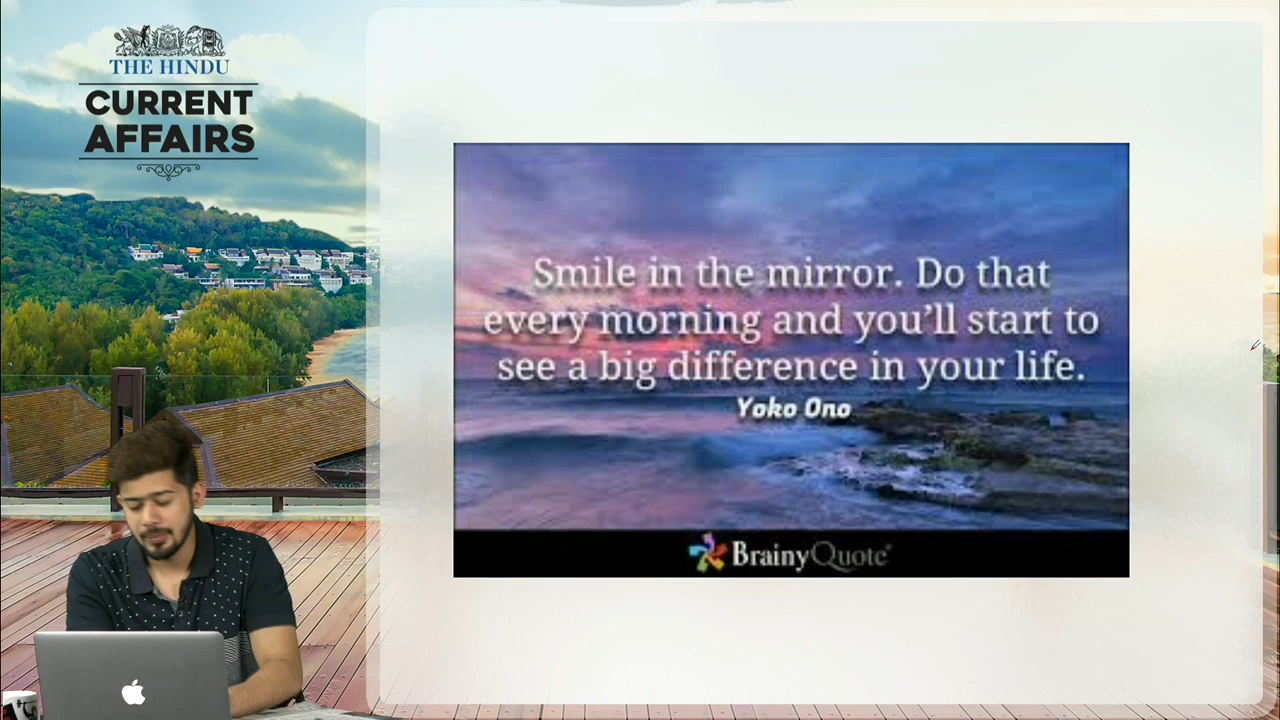 THE HINDU
CURRENT
AFFAIRS
Smile in the mirror. Do that
every morning and you’ll start to
see a big difference in your life.
Yoko Ono
BrainyQuote